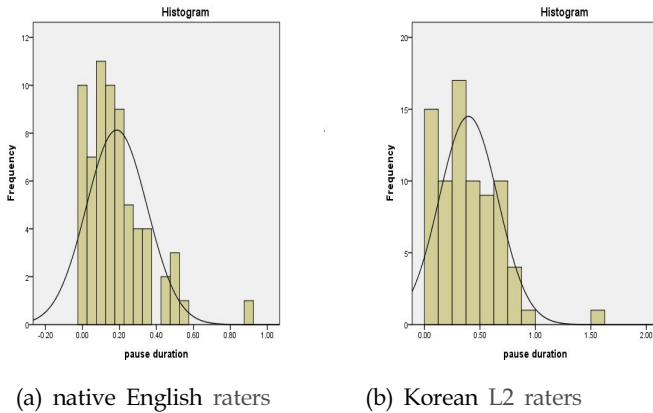 Histogram
12
10
8
6
4
2
0
Frequency
-0.20 0.00 0.20 0.40 0.60 0.80 1.00
pause duration
(a) native English raters
Histogram
20
15
10
5
0
Frequency
0.00 0.50 1.00 1.50 2.00
pause duration
(b) Korean L2 raters